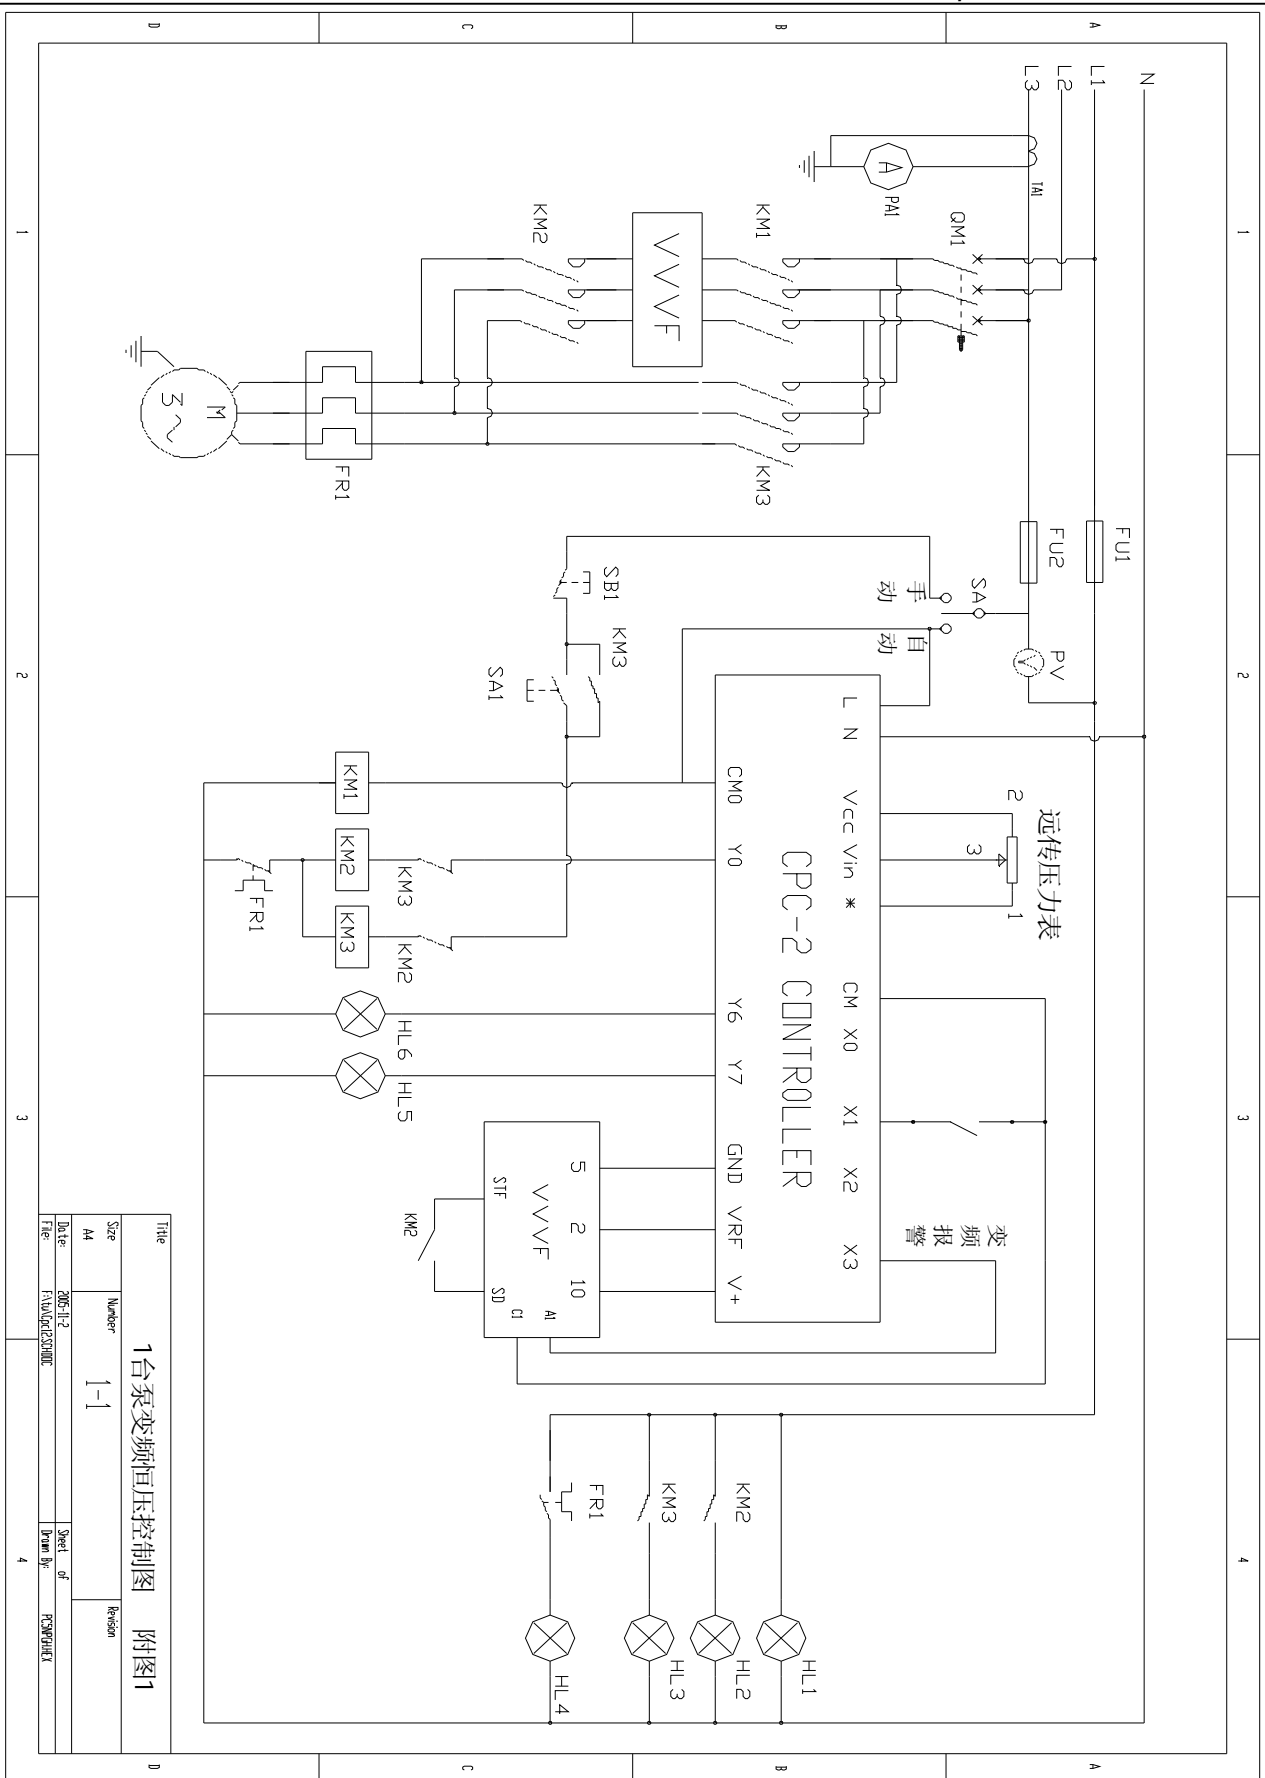 A
B
C
D
1
2
3
4
N
L1
L2
L3
TA1
A
PA1
QM1
KM1
VVVF
KM2
KM3
FR1
M
3
FU1
FU2
SA
手动
自动
PV
V
SB1
KM3
SA1
远传压力表
2
3
1
L
N
Vcc
Vin
*
CM
X0
X1
X2
X3
CPC-2 CONTROLLER
CM0
Y0
Y6
Y7
GND
VRF
V+
变频
报警
KM1
KM2
KM3
KM3
KM2
FR1
HL6
HL5
5
2
10
VVVF
STF
SD
C1
A1
KM2
KM2
KM3
FR1
HL1
HL2
HL3
HL4
Title
1台泵变频恒压控制图 附图1
Size
A4
Number
1-1
Revision
Date:
2005-11-2
Sheet of
File:
Drawn By:
1
2
3
4
A
B
C
D